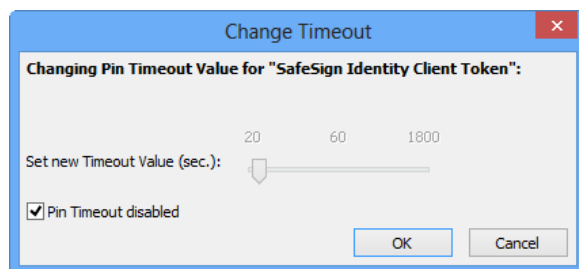 Change Timeout
Changing Pin Timeout Value for "SafeSign Identity Client Token":
20 60 1800
Set new Timeout Value (sec.):
Pin Timeout disabled
OK Cancel